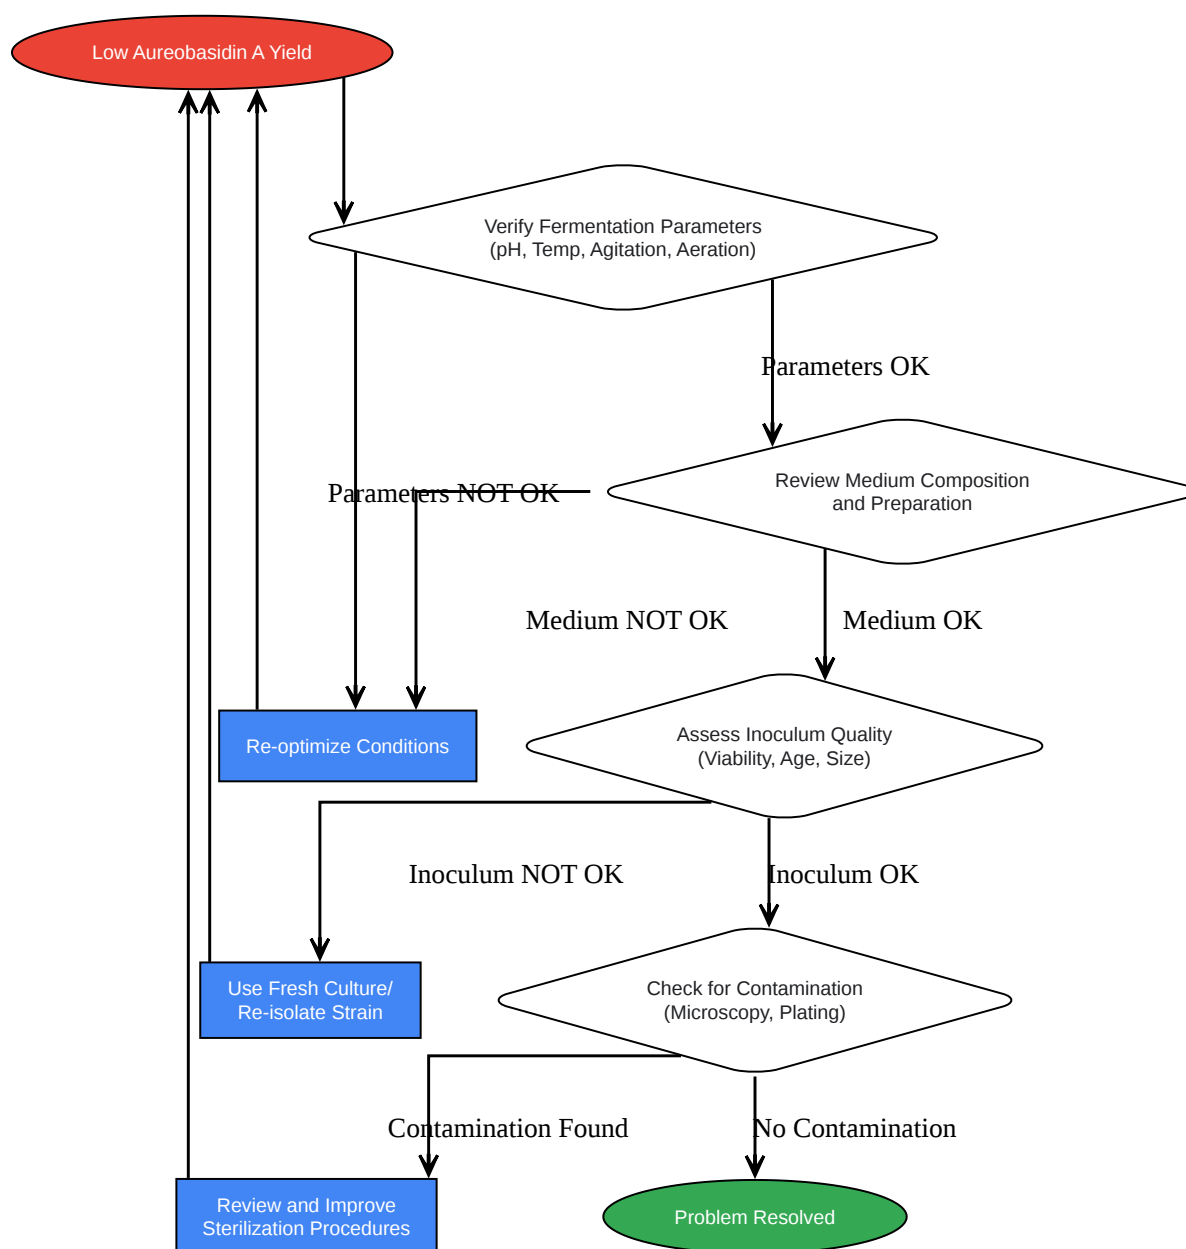 Low Aureobasidin A Yield
Verify Fermentation Parameters
(pH, Temp, Agitation, Aeration)
Parameters OK
Review Medium Composition
and Preparation
Parameters NOT OK
Medium NOT OK
Medium OK
Assess Inoculum Quality
(Viability, Age, Size)
Re-optimize Conditions
Inoculum NOT OK
Inoculum OK
Use Fresh Culture/
Re-isolate Strain
Check for Contamination
(Microscopy, Plating)
Contamination Found
No Contamination
Review and Improve
Sterilization Procedures
Problem Resolved